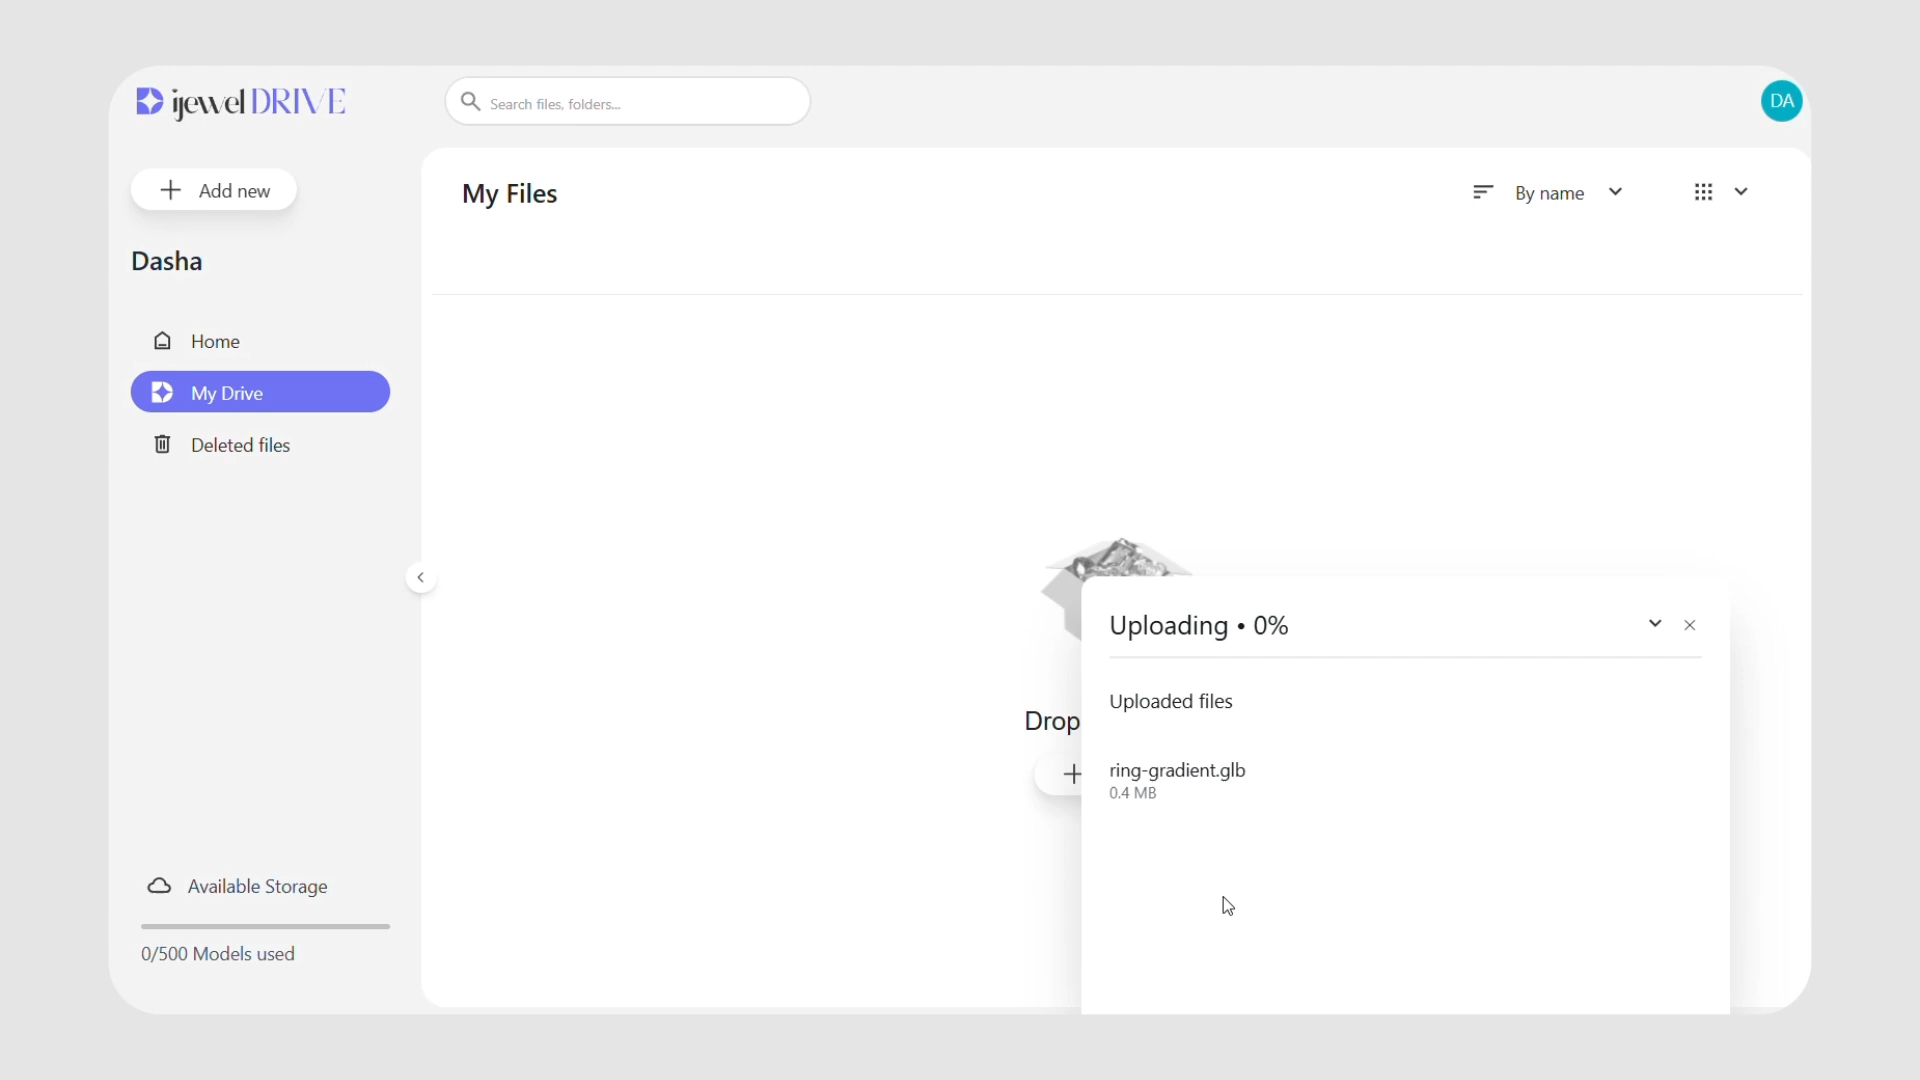 ijewel DRIVE
Search files, folders...
DA
Add new
Dasha
Home
My Drive
Deleted files
Available Storage
0/500 Models used
My Files
By name
Drop
Uploading • 0%
Uploaded files
ring-gradient.glb
0.4 MB